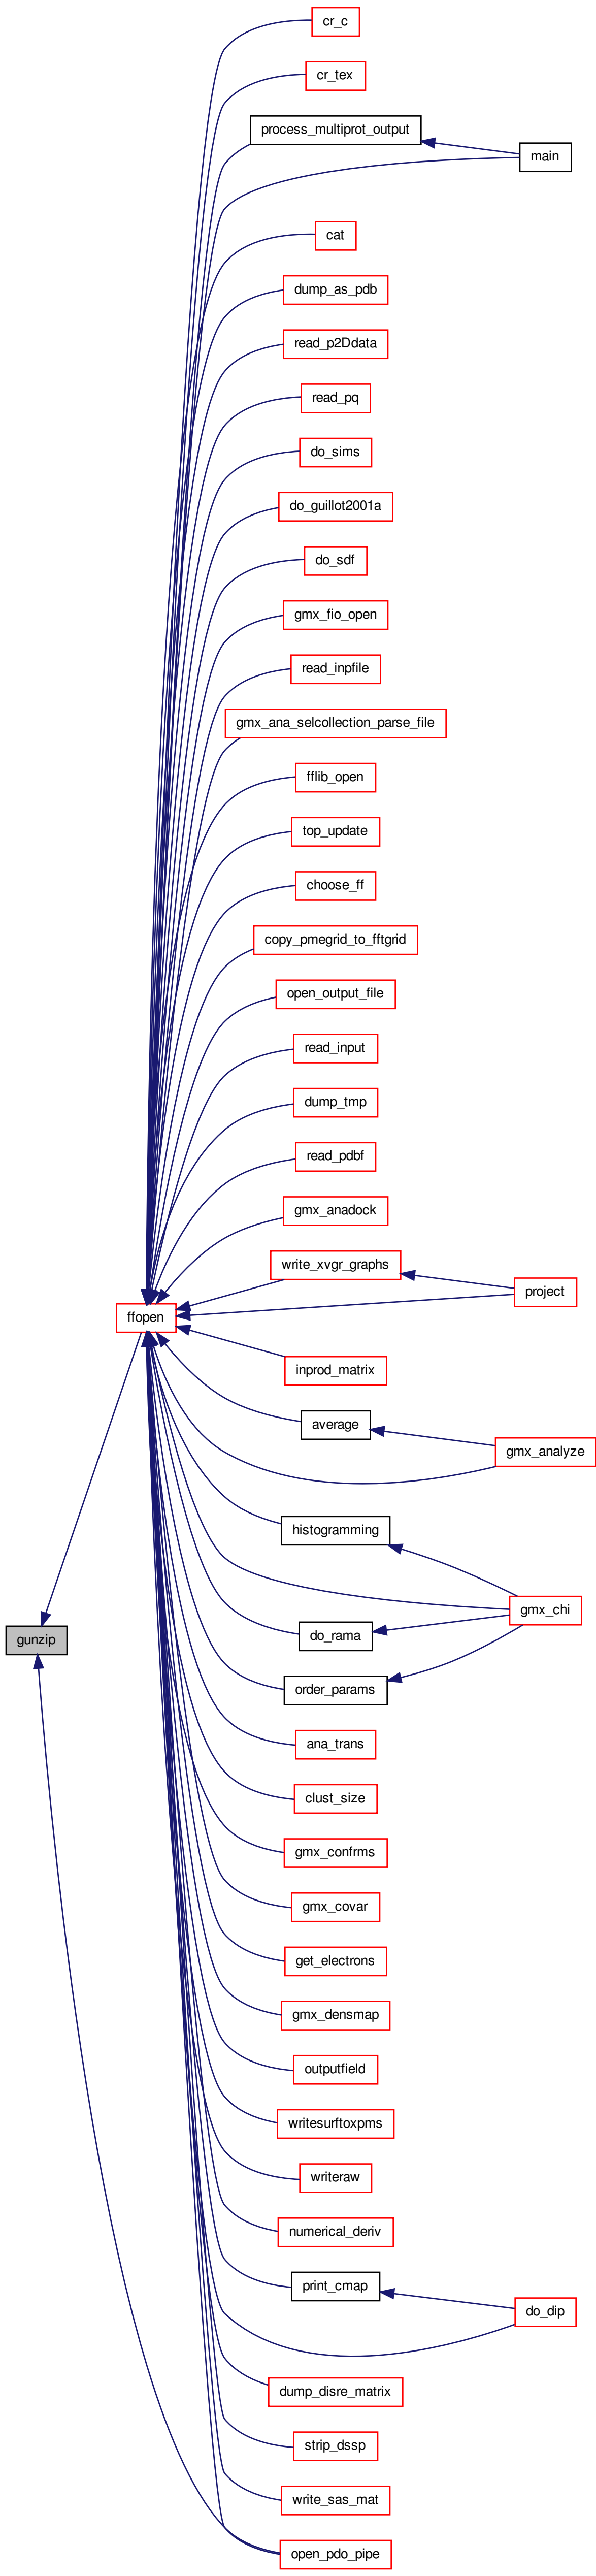 cr_c
cr_tex
process_multiprot_output
main
cat
dump_as_pdb
read_p2Ddata
read_pq
do_sims
do_guillot2001a
do_sdf
gmx_fio_open
read_inpfile
gmx_ana_selcollection_parse_file
fflib_open
top_update
choose_ff
copy_pmegrid_to_fftgrid
open_output_file
read_input
dump_tmp
read_pdbf
gmx_anadock
write_xvgr_graphs
project
ffopen
inprod_matrix
average
gmx_analyze
histogramming
gmx_chi
do_rama
gunzip
order_params
ana_trans
clust_size
gmx_confrms
gmx_covar
get_electrons
gmx_densmap
outputfield
writesurftoxpms
writeraw
numerical_deriv
print_cmap
do_dip
dump_disre_matrix
strip_dssp
write_sas_mat
open_pdo_pipe